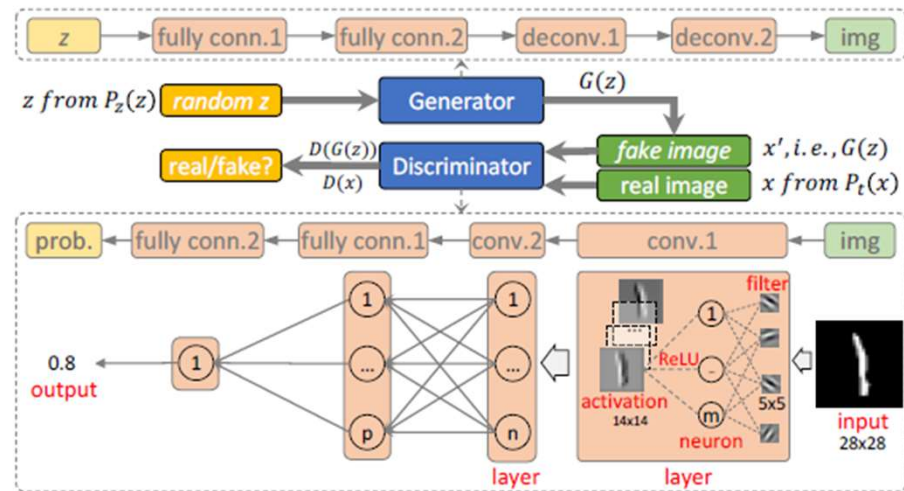 z fully conn.1 fully conn.2 deconv.1 deconv.2 img
z from P_z(z) random z Generator G(z)
real/fake? D(G(z)) D(x) Discriminator fake image x', i.e., G(z)
real image x from P_t(x)
prob. fully conn.2 fully conn.1 conv.2 conv.1 img
1 1 1 filter
0.8 1 ... ... ... ReLU .. 
output activation 14x14 5x5
p n m neuron input
28x28
layer layer